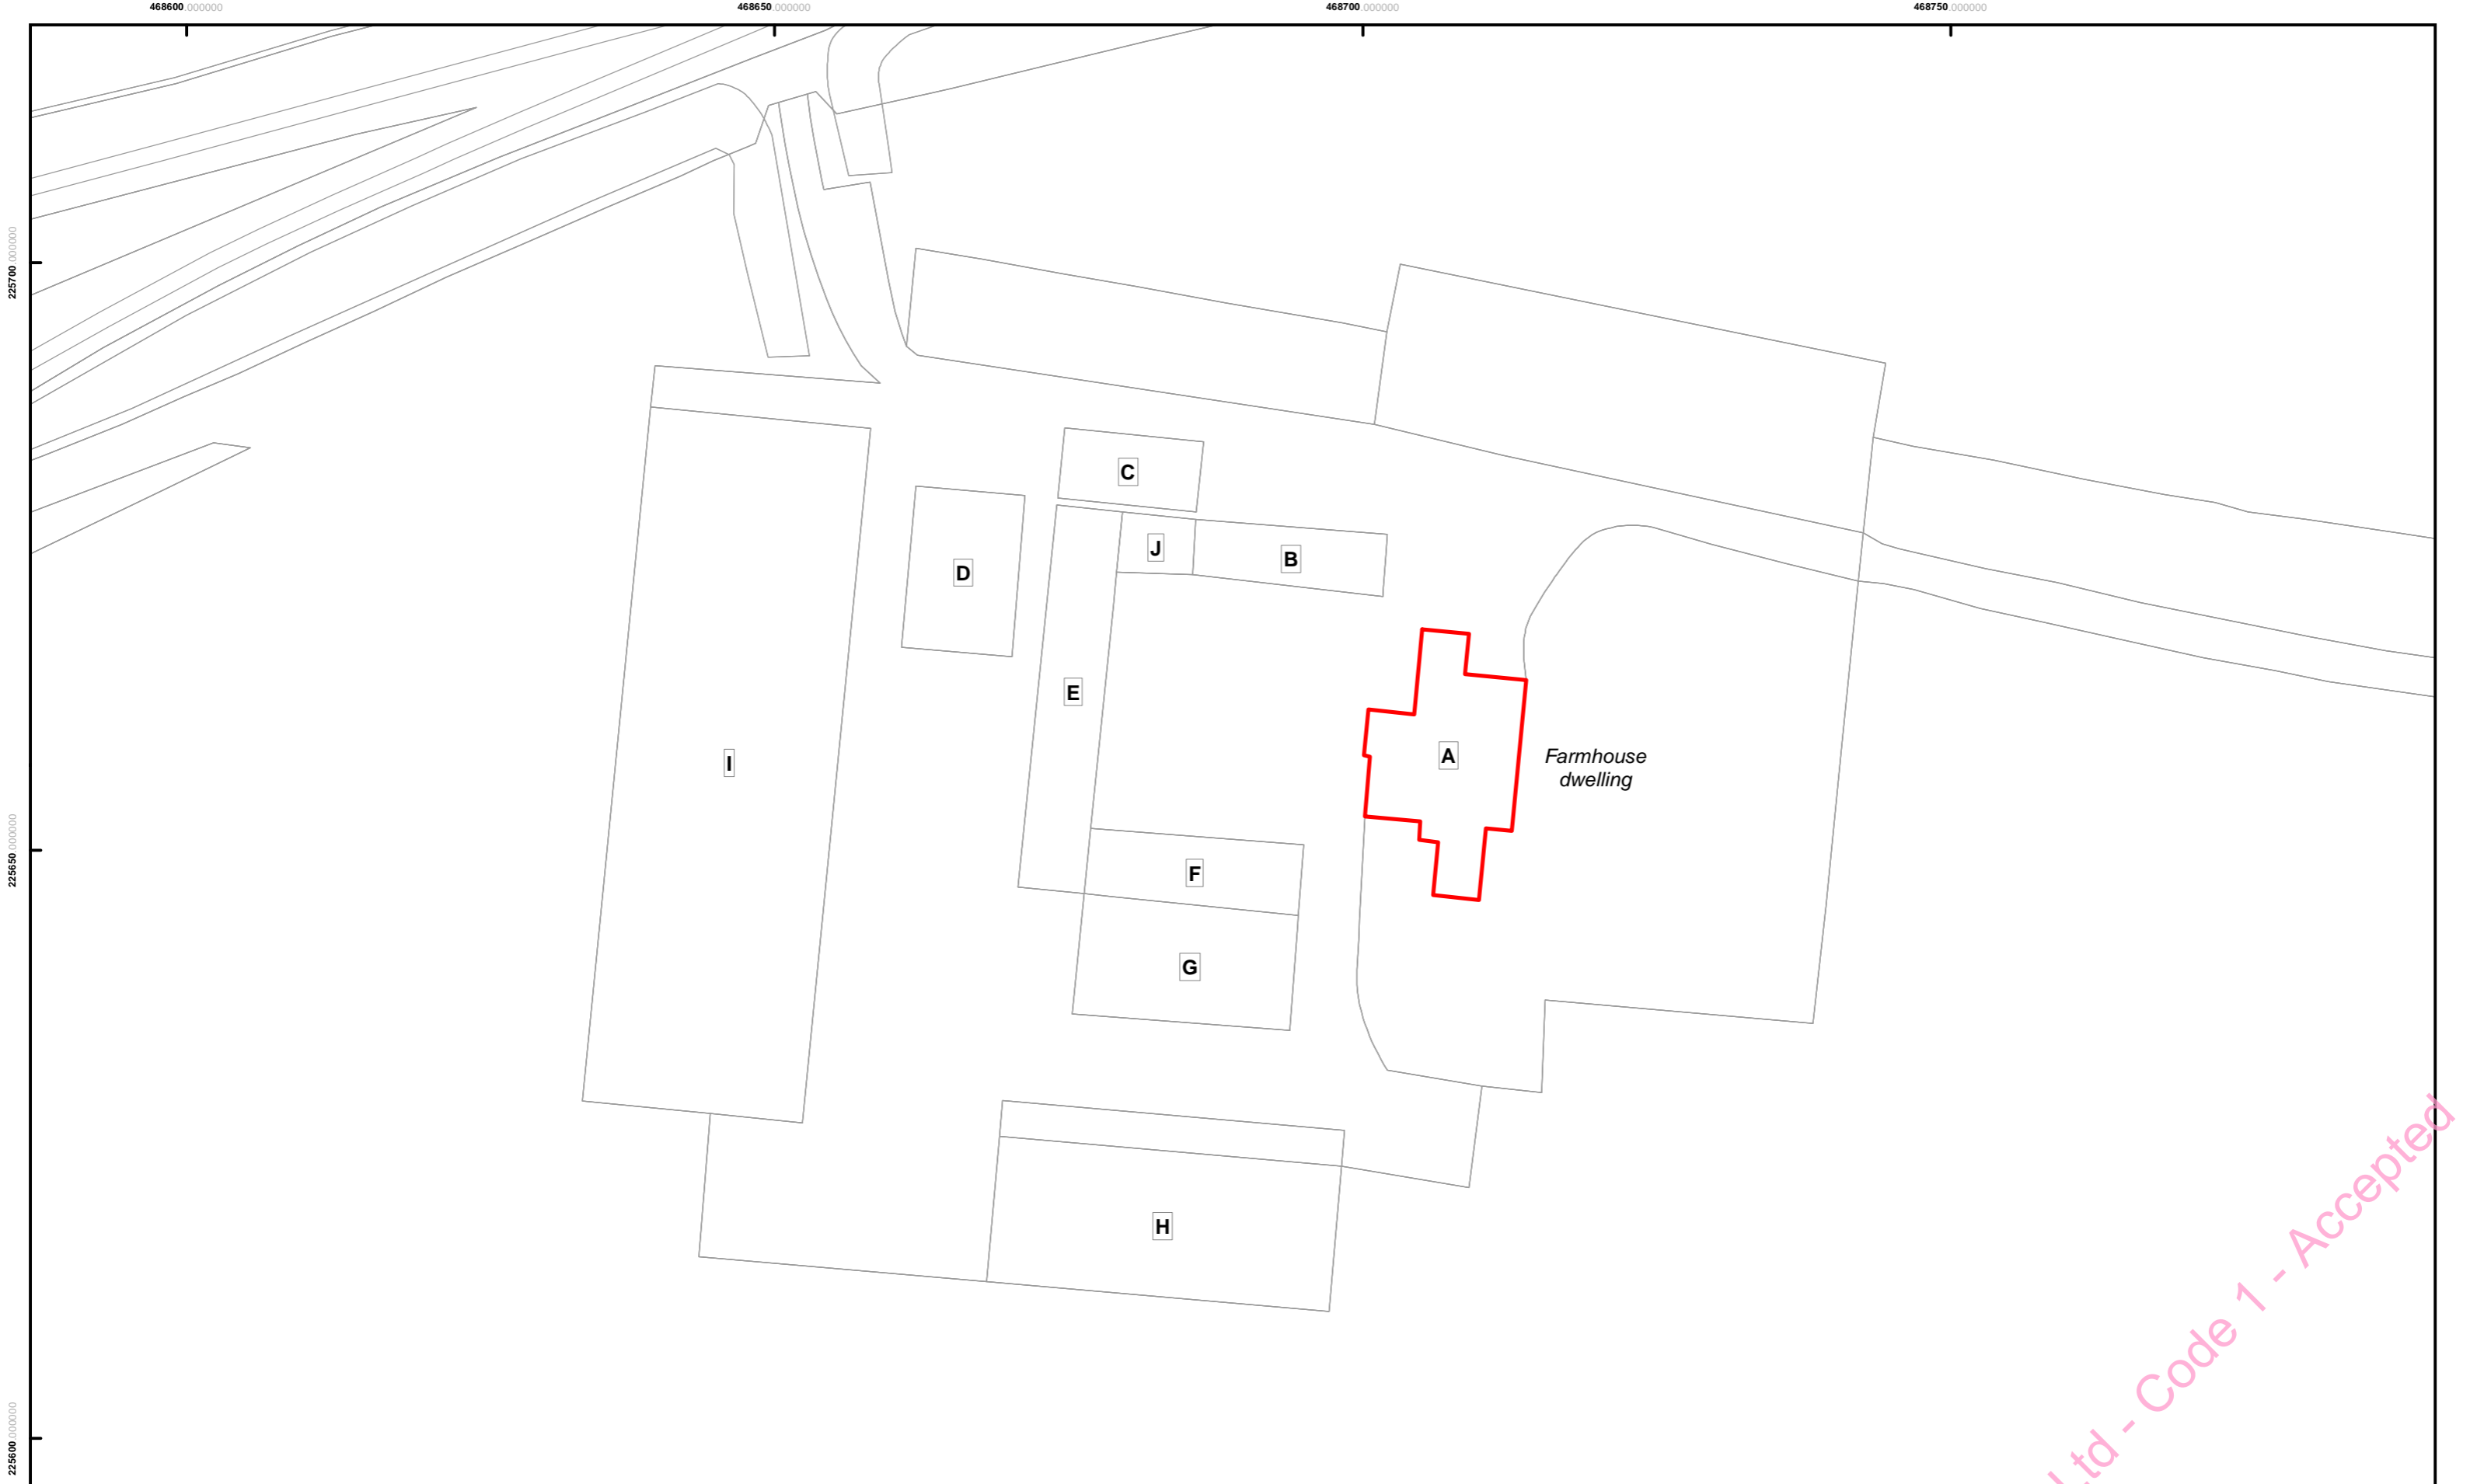 468600.000000
468650.000000
468700.000000
468750.000000
225700.000000
C
J
B
D
E
A
Farmhouse
dwelling
I
225650.000000
F
G
H
225600.000000
Ltd - Code 1 - Accepted